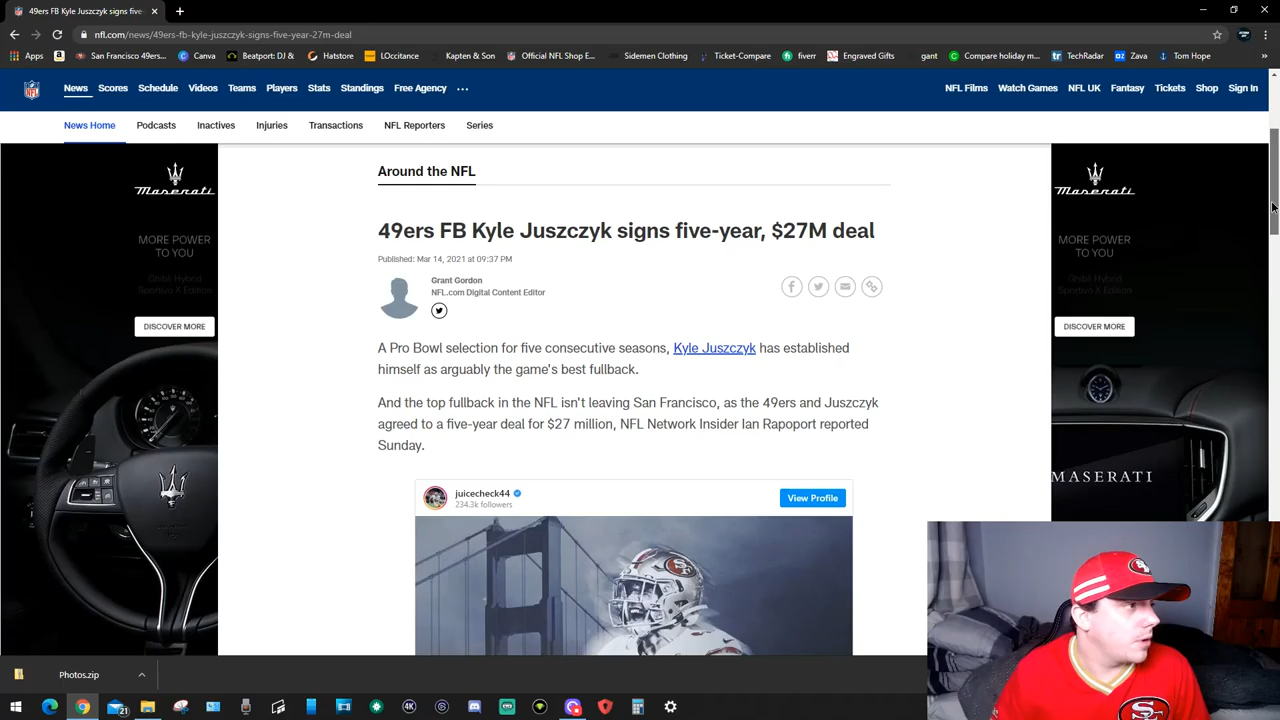 49ers FB Kyle Juszczyk signs five
nfl.com/news/49ers-fb-kyle-juszczyk-signs-five-year-27m-deal
Apps San Francisco 49ers... Canva Beatport: DJ &... Hatstore LOccitance Kapten & Son Official NFL Shop E... Sidemen Clothing Ticket-Compare fiverr Engraved Gifts gant Compare holiday m... TechRadar Zava Tom Hope »
News Scores Schedule Videos Teams Players Stats Standings Free Agency ... NFL Films Watch Games NFL UK Fantasy Tickets Shop Sign In
News Home Podcasts Inactives Injuries Transactions NFL Reporters Series
Around the NFL
49ers FB Kyle Juszczyk signs five-year, $27M deal
Published: Mar 14, 2021 at 09:37 PM
Grant Gordon
NFL.com Digital Content Editor
A Pro Bowl selection for five consecutive seasons, Kyle Juszczyk has established
himself as arguably the game's best fullback.
And the top fullback in the NFL isn't leaving San Francisco, as the 49ers and Juszczyk
agreed to a five-year deal for $27 million, NFL Network Insider Ian Rapoport reported
Sunday.
juicecheck44
234.3k followers
View Profile
Maserati
MORE POWER
TO YOU
Ghibli Hybrid
Sportivo X Edition
DISCOVER MORE
Maserati
MORE POWER
TO YOU
Ghibli Hybrid
Sportivo X Edition
DISCOVER MORE
MASERATI
Photos.zip
21
4K